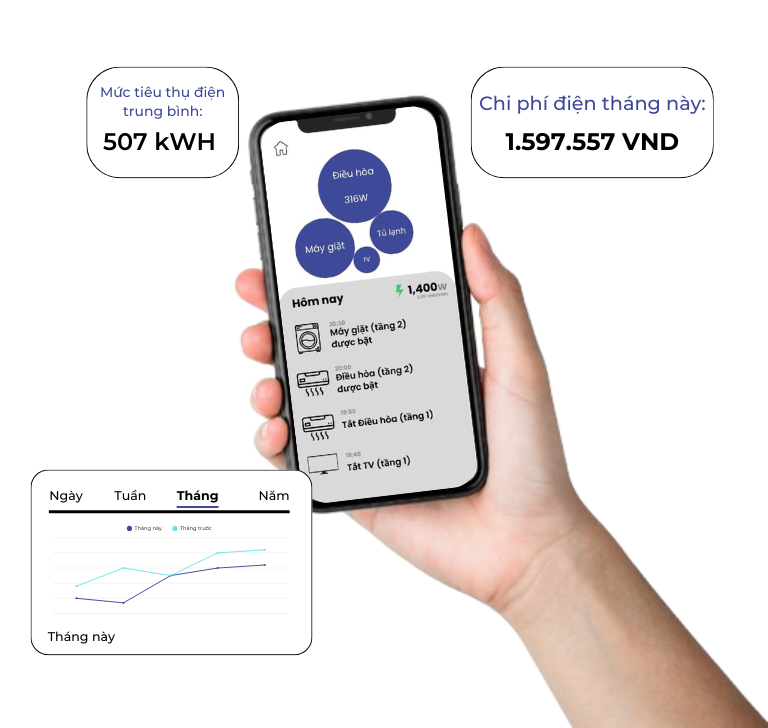 Mức tiêu thụ điện
trung bình:
507 kWH
Chi phí điện tháng này:
1.597.557 VND
Điều hòa
316W
Máy giặt
Tủ lạnh
TV
Hôm nay
1,400W
20:30
Máy giặt (tầng 2)
được bật
20:00
Điều hòa (tầng 2)
được bật
19:50
Tắt Điều hòa (tầng 1)
19:45
Tắt TV (tầng 1)
Ngày Tuần Tháng Năm
Tháng này Tháng trước
Tháng này